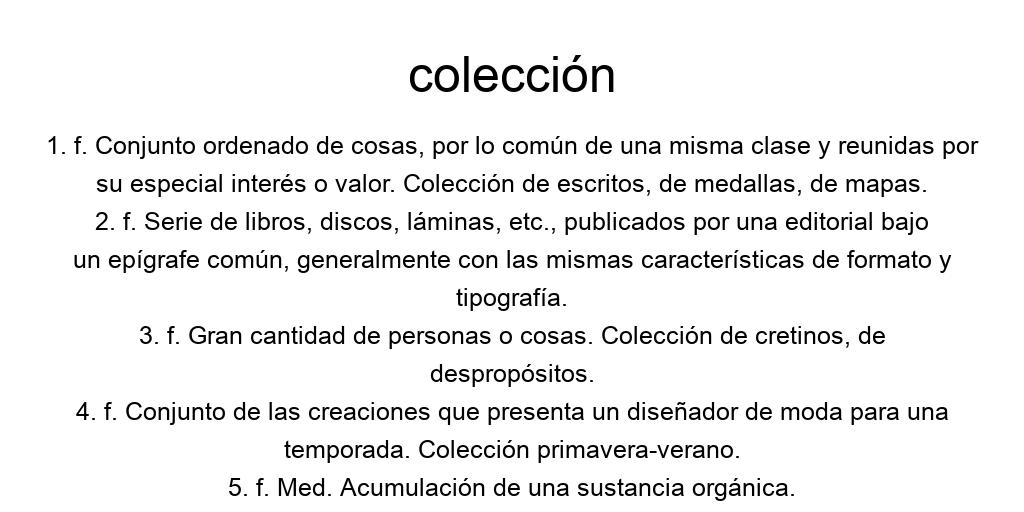 colección
1. f. Conjunto ordenado de cosas, por lo común de una misma clase y reunidas por
su especial interés o valor. Colección de escritos, de medallas, de mapas.
2. f. Serie de libros, discos, láminas, etc., publicados por una editorial bajo
un epígrafe común, generalmente con las mismas características de formato y
tipografía.
3. f. Gran cantidad de personas o cosas. Colección de cretinos, de
despropósitos.
4. f. Conjunto de las creaciones que presenta un diseñador de moda para una
temporada. Colección primavera-verano.
5. f. Med. Acumulación de una sustancia orgánica.